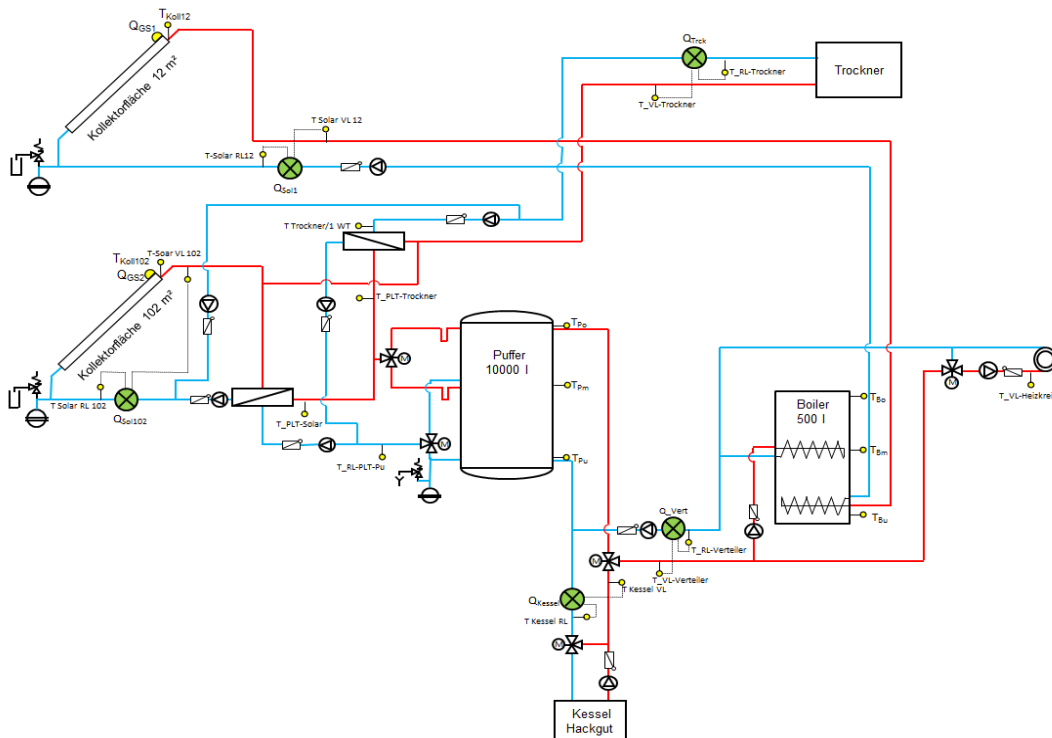 T_Koll12
Q_GS1
Kollektorfläche 12 m²
Q_Trck
T_RL-Trockner
Trockner
T_VL-Trockner
T Solar VL 12
T-Solar RL12
Q_Sol1
T Trockner/1 WT
T-Soar VL 102
T_Koll102
Q_GS2
Kollektorfläche 102 m²
T_PLT-Trockner
M
Puffer
10000 l
T_Po
T_Pm
T_Pu
T Solar RL 102
Q_Sol102
T_PLT-Solar
T_RL-PLT-Pu
M
M
T_VL-Heizkrei
Boiler
500 l
T_Bo
T_Bm
T_Bu
Q_Vert
T_RL-Verteiler
T_VL-Verteiler
M
T Kessel VL
Q_Kessel
T Kessel RL
M
Kessel
Hackgut